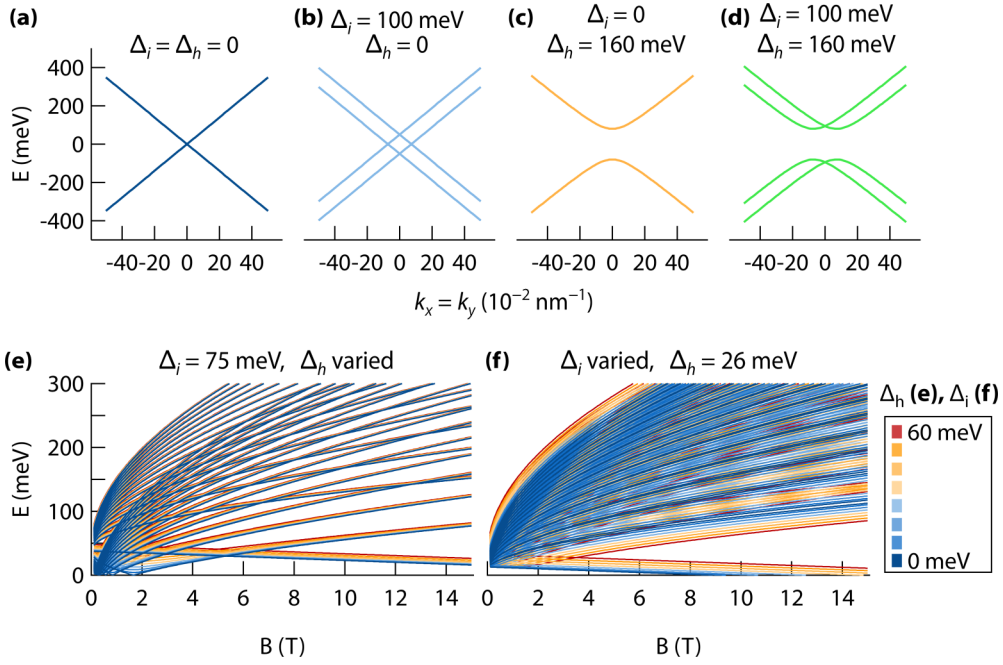 (a)
Δi = Δh = 0
(b)
Δi = 100 meV
Δh = 0
(c)
Δi = 0
Δh = 160 meV
(d)
Δi = 100 meV
Δh = 160 meV
E (meV)
400
200
0
-200
-400
-40-20 0 20 40
-40-20 0 20 40
-40-20 0 20 40
-40-20 0 20 40
kx = ky (10⁻² nm⁻¹)
(e)
Δi = 75 meV, Δh varied
E (meV)
300
200
100
0
0 2 4 6 8 10 12 14
B (T)
(f)
Δi varied, Δh = 26 meV
0 2 4 6 8 10 12 14
B (T)
Δh (e), Δi (f)
60 meV
0 meV